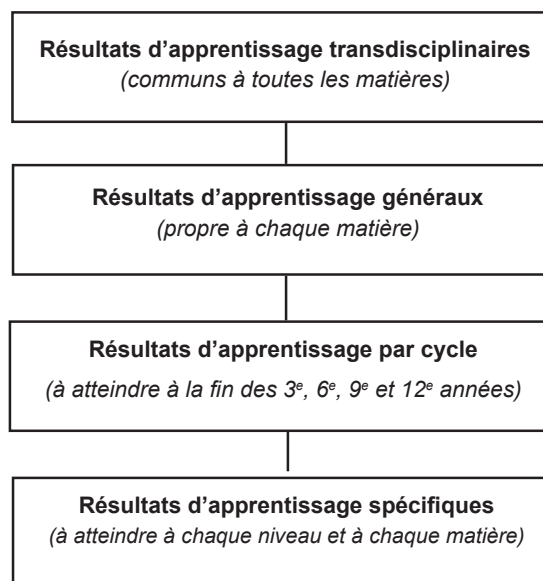 Résultats d’apprentissage transdisciplinaires
(communs à toutes les matières)
Résultats d’apprentissage généraux
(propre à chaque matière)
Résultats d’apprentissage par cycle
(à atteindre à la fin des 3e, 6e, 9e et 12e années)
Résultats d’apprentissage spécifiques
(à atteindre à chaque niveau et à chaque matière)